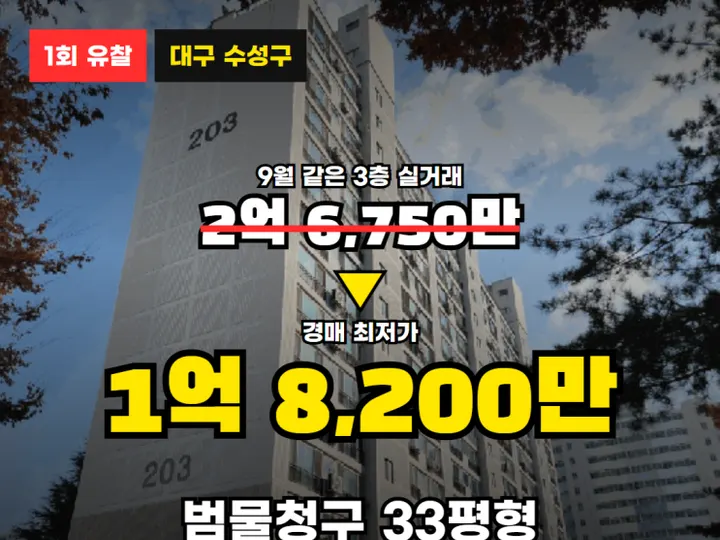 1회 유찰
대구 수성구
203
9월 같은 3층 실거래
2억 6,750만
경매 최저가
1억 8,200만
203
범물청구 33평형